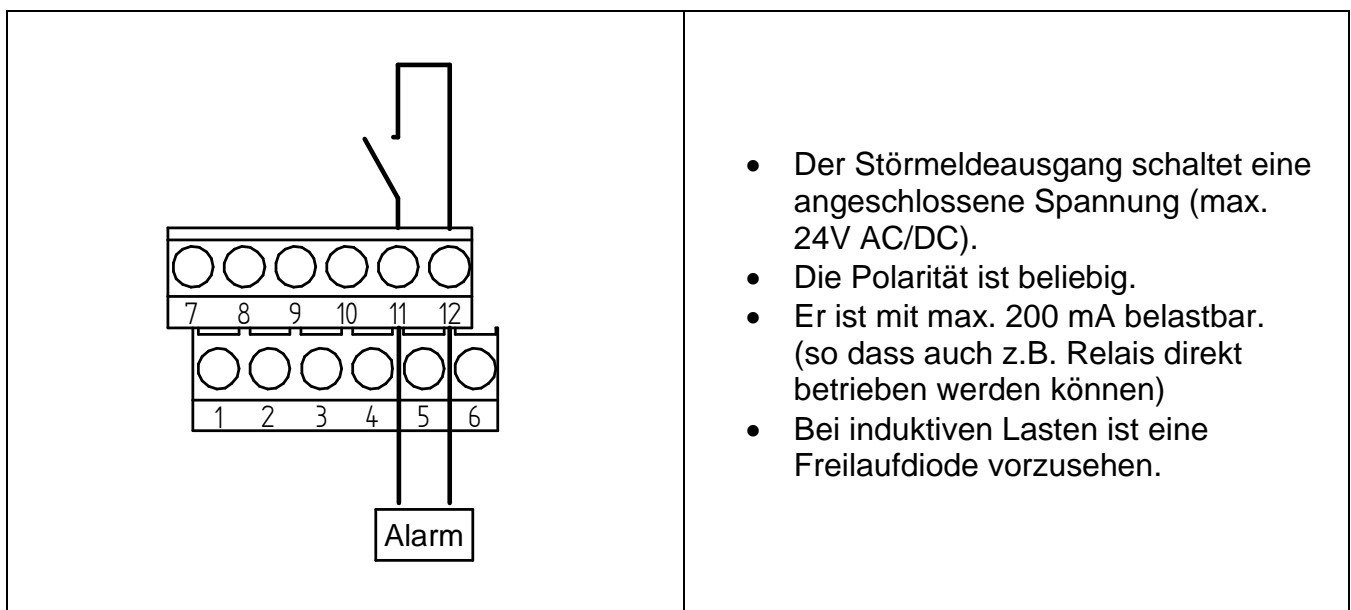 7 8 9 10 11 12
1 2 3 4 5 6
Alarm
• Der Störmeldeausgang schaltet eine
angeschlossene Spannung (max.
24V AC/DC).
• Die Polarität ist beliebig.
• Er ist mit max. 200 mA belastbar.
(so dass auch z.B. Relais direkt
betrieben werden können)
• Bei induktiven Lasten ist eine
Freilaufdiode vorzusehen.